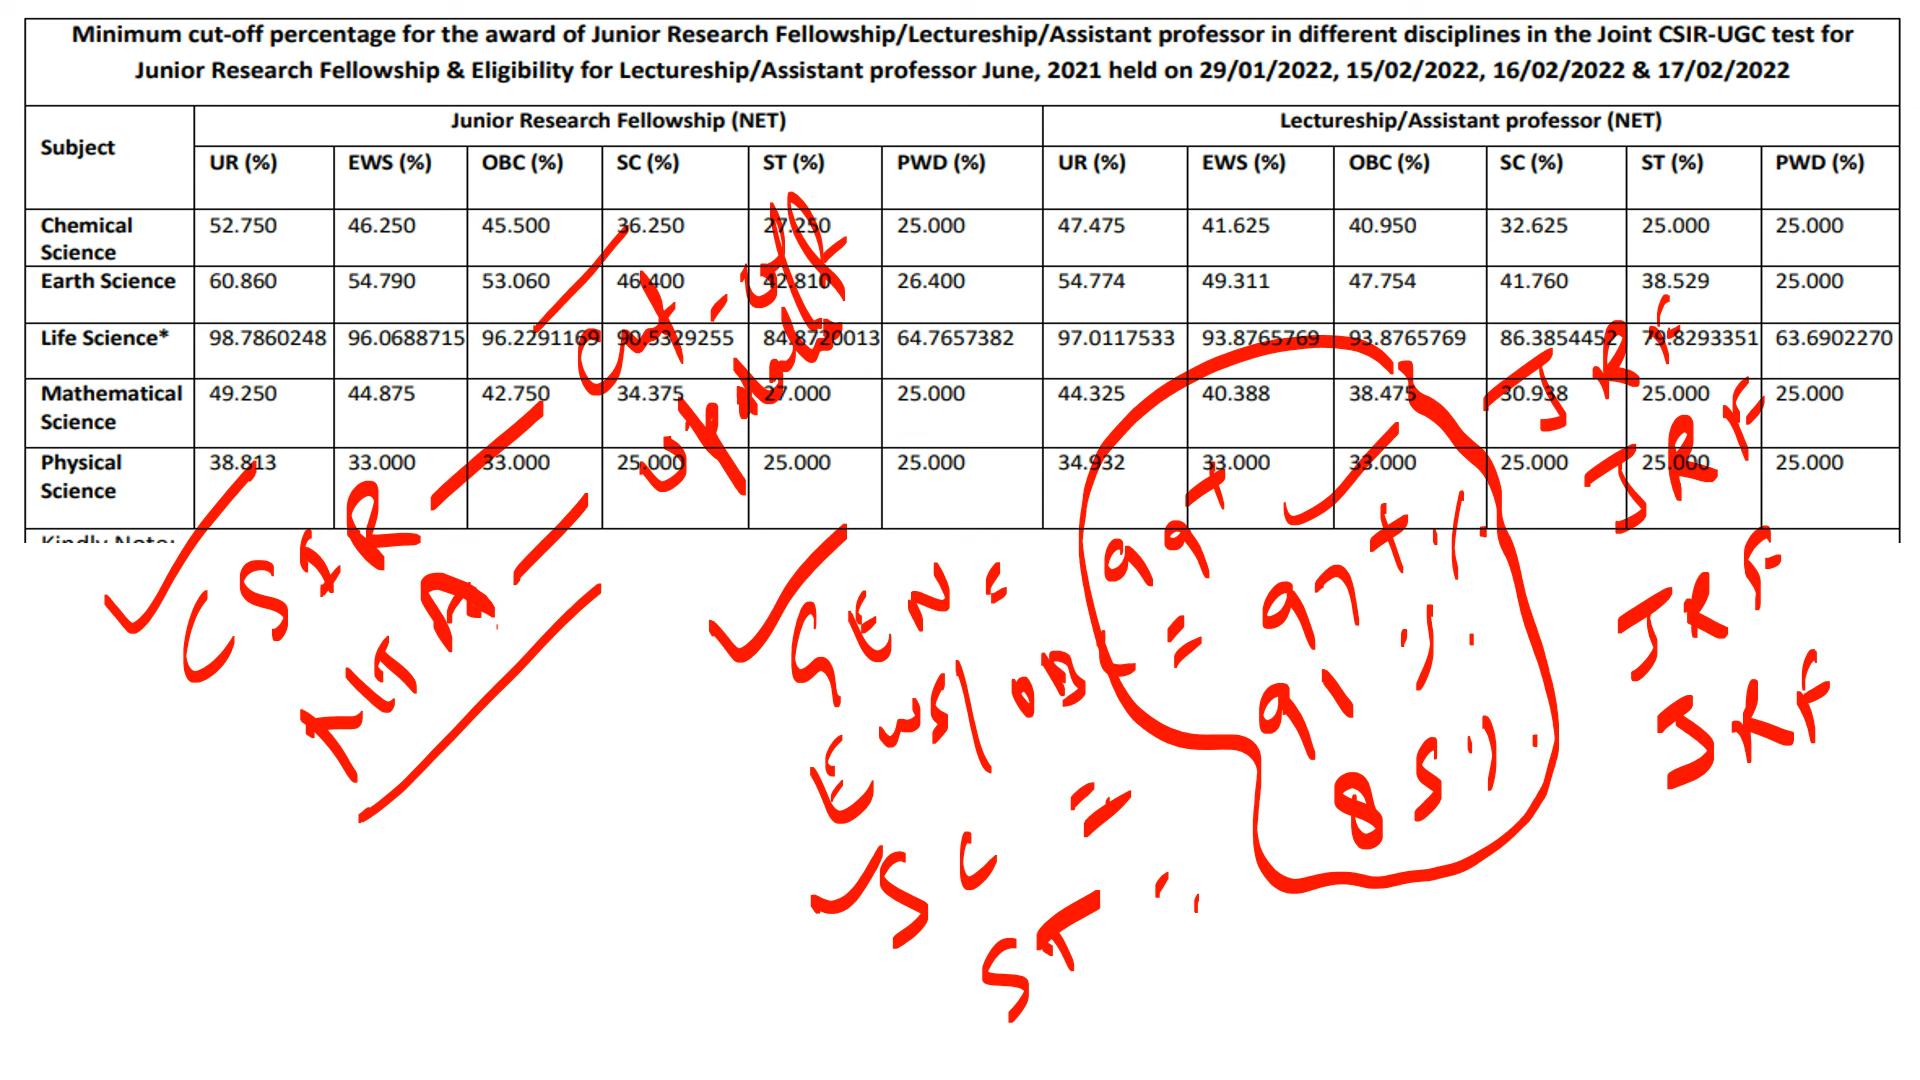 Minimum cut-off percentage for the award of Junior Research Fellowship/Lectureship/Assistant professor in different disciplines in the Joint CSIR-UGC test for
Junior Research Fellowship & Eligibility for Lectureship/Assistant professor June, 2021 held on 29/01/2022, 15/02/2022, 16/02/2022 & 17/02/2022
Subject Junior Research Fellowship (NET) Lectureship/Assistant professor (NET)
UR (%) EWS (%) OBC (%) SC (%) ST (%) PWD (%) UR (%) EWS (%) OBC (%) SC (%) ST (%) PWD (%)
Chemical Science 52.750 46.250 45.500 36.250 27.250 25.000 47.475 41.625 40.950 32.625 25.000 25.000
Earth Science 60.860 54.790 53.060 46.400 42.810 26.400 54.774 49.311 47.754 41.760 38.529 25.000
Life Science* 98.7860248 96.0688715 96.2291169 90.5329255 84.8720013 64.7657382 97.0117533 93.8765769 93.8765769 86.3854452 79.8293351 63.6902270
Mathematical Science 49.250 44.875 42.750 34.375 27.000 25.000 44.325 40.388 38.475 30.938 25.000 25.000
Physical Science 38.813 33.000 33.000 25.000 25.000 25.000 34.932 33.000 33.000 25.000 25.000 25.000
Kindly Note:
CSIR - Cut-off
NTA -
GEN = 99+ JRF
EWS/OBC = 97+ % JRF
SC = 91 % JRF
ST = 85% JRF